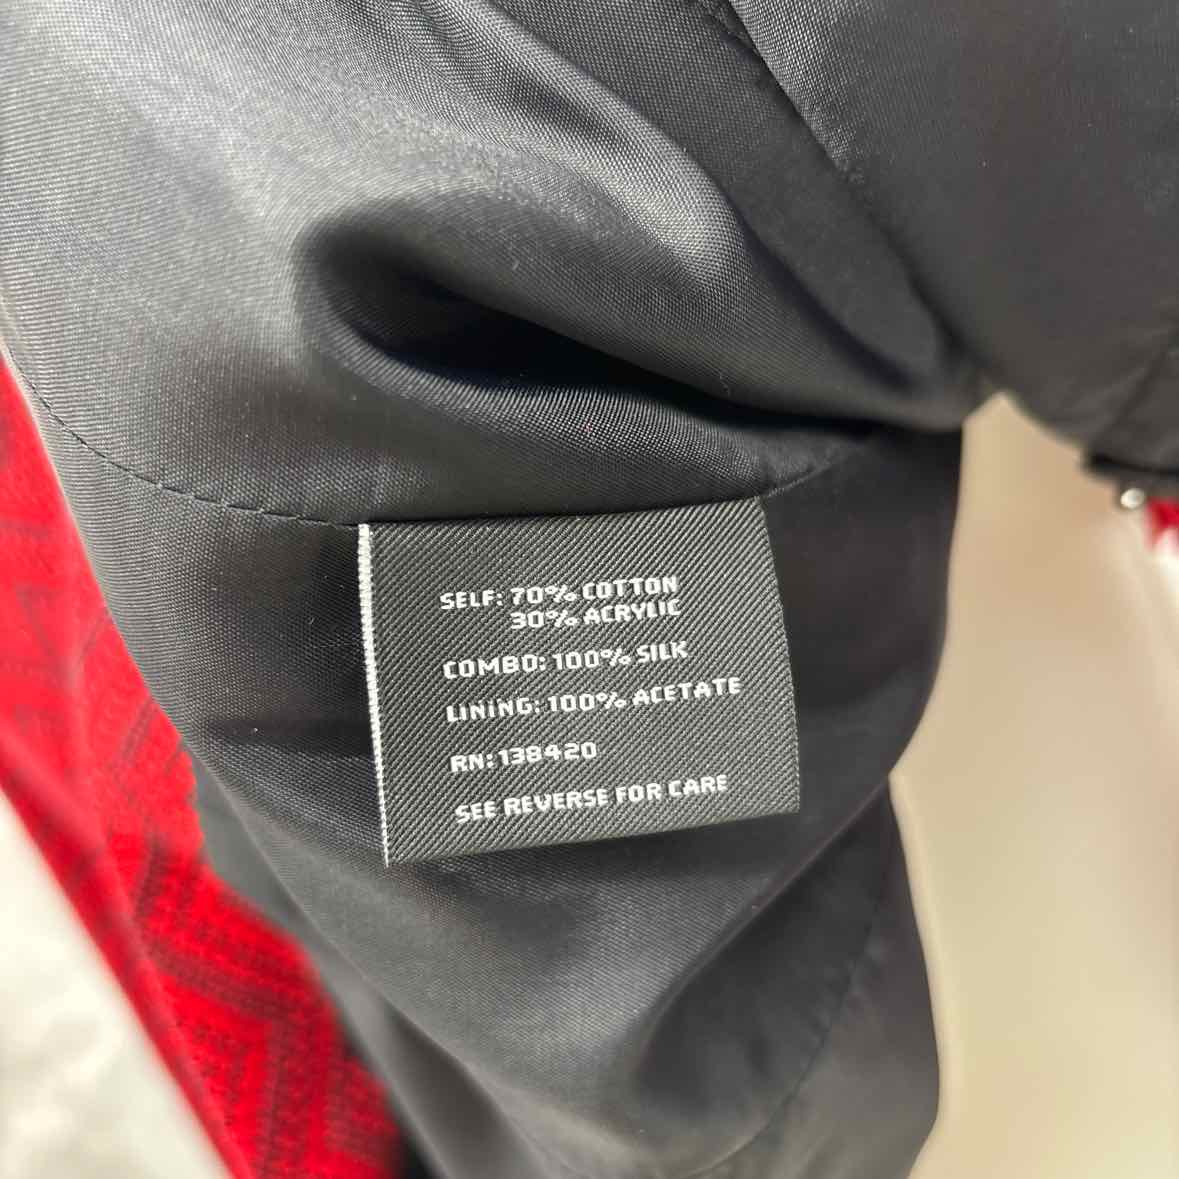 SELF: 70% COTTON
30% ACRYLIC
COMBO: 100% SILK
LINING: 100% ACETATE
RN: 138420
SEE REVERSE FOR CARE